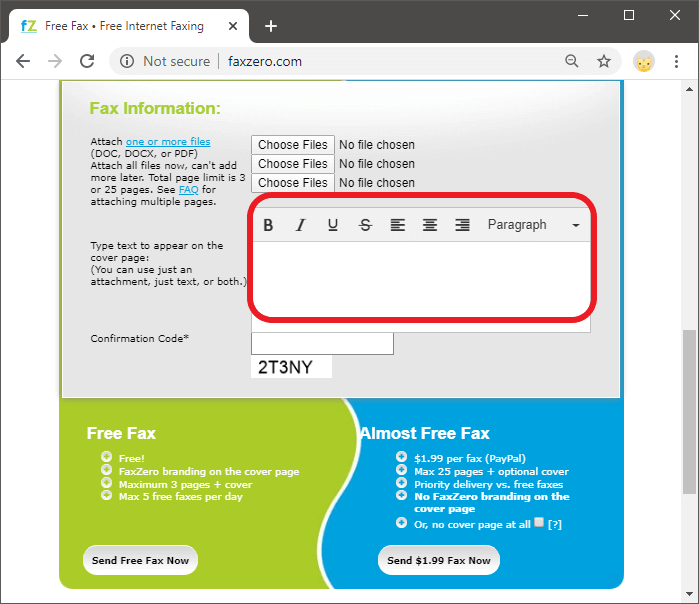 Free Fax • Free Internet Faxing
Not secure | faxzero.com
Fax Information:
Attach one or more files
(DOC, DOCX, or PDF)
Attach all files now, can't add
more later. Total page limit is 3
or 25 pages. See FAQ for
attaching multiple pages.
Choose Files No file chosen
Choose Files No file chosen
Choose Files No file chosen
B I U S Paragraph
Type text to appear on the
cover page:
(You can use just an
attachment, just text, or both.)
Confirmation Code*
2T3NY
Free Fax
Free!
FaxZero branding on the cover page
Maximum 3 pages + cover
Max 5 free faxes per day
Send Free Fax Now
Almost Free Fax
$1.99 per fax (PayPal)
Max 25 pages + optional cover
Priority delivery vs. free faxes
No FaxZero branding on the
cover page
Or, no cover page at all [?]
Send $1.99 Fax Now